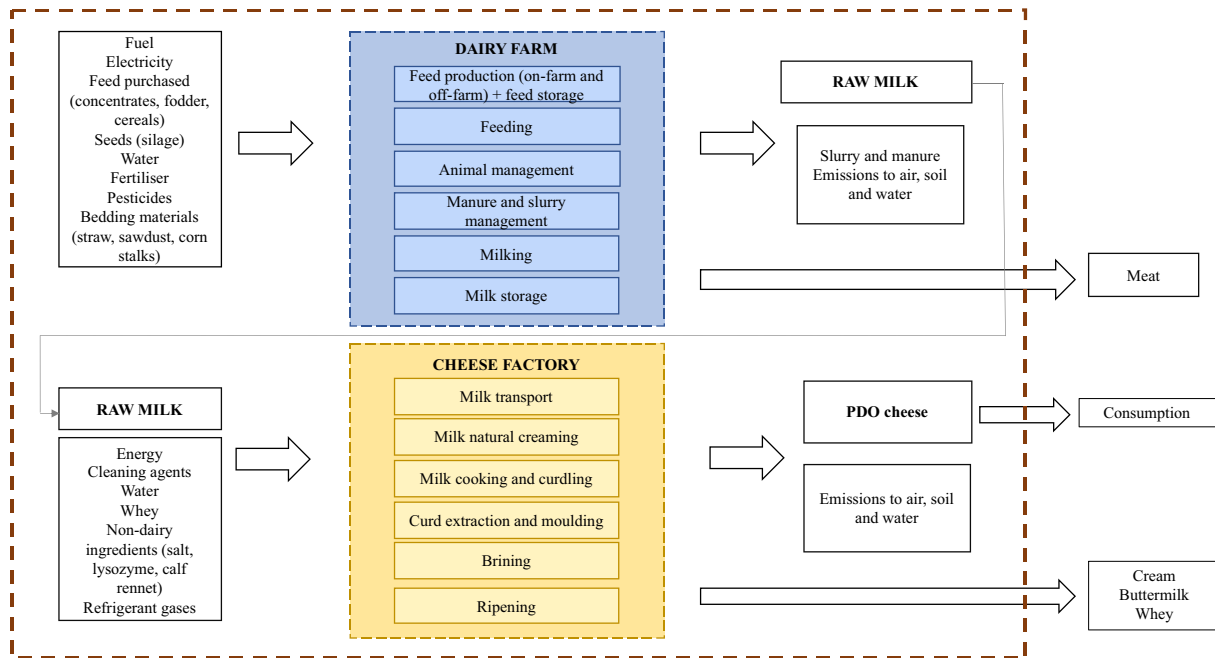 Fuel
Electricity
Feed purchased
(concentrates, fodder,
cereals)
Seeds (silage)
Water
Fertiliser
Pesticides
Bedding materials
(straw, sawdust, corn
stalks)
DAIRY FARM
Feed production (on-farm and
off-farm) + feed storage
Feeding
Animal management
Manure and slurry
management
Milking
Milk storage
RAW MILK
Slurry and manure
Emissions to air, soil
and water
Meat
RAW MILK
Energy
Cleaning agents
Water
Whey
Non-dairy
ingredients (salt,
lysozyme, calf
rennet)
Refrigerant gases
CHEESE FACTORY
Milk transport
Milk natural creaming
Milk cooking and curdling
Curd extraction and moulding
Brining
Ripening
PDO cheese
Emissions to air, soil
and water
Consumption
Cream
Buttermilk
Whey